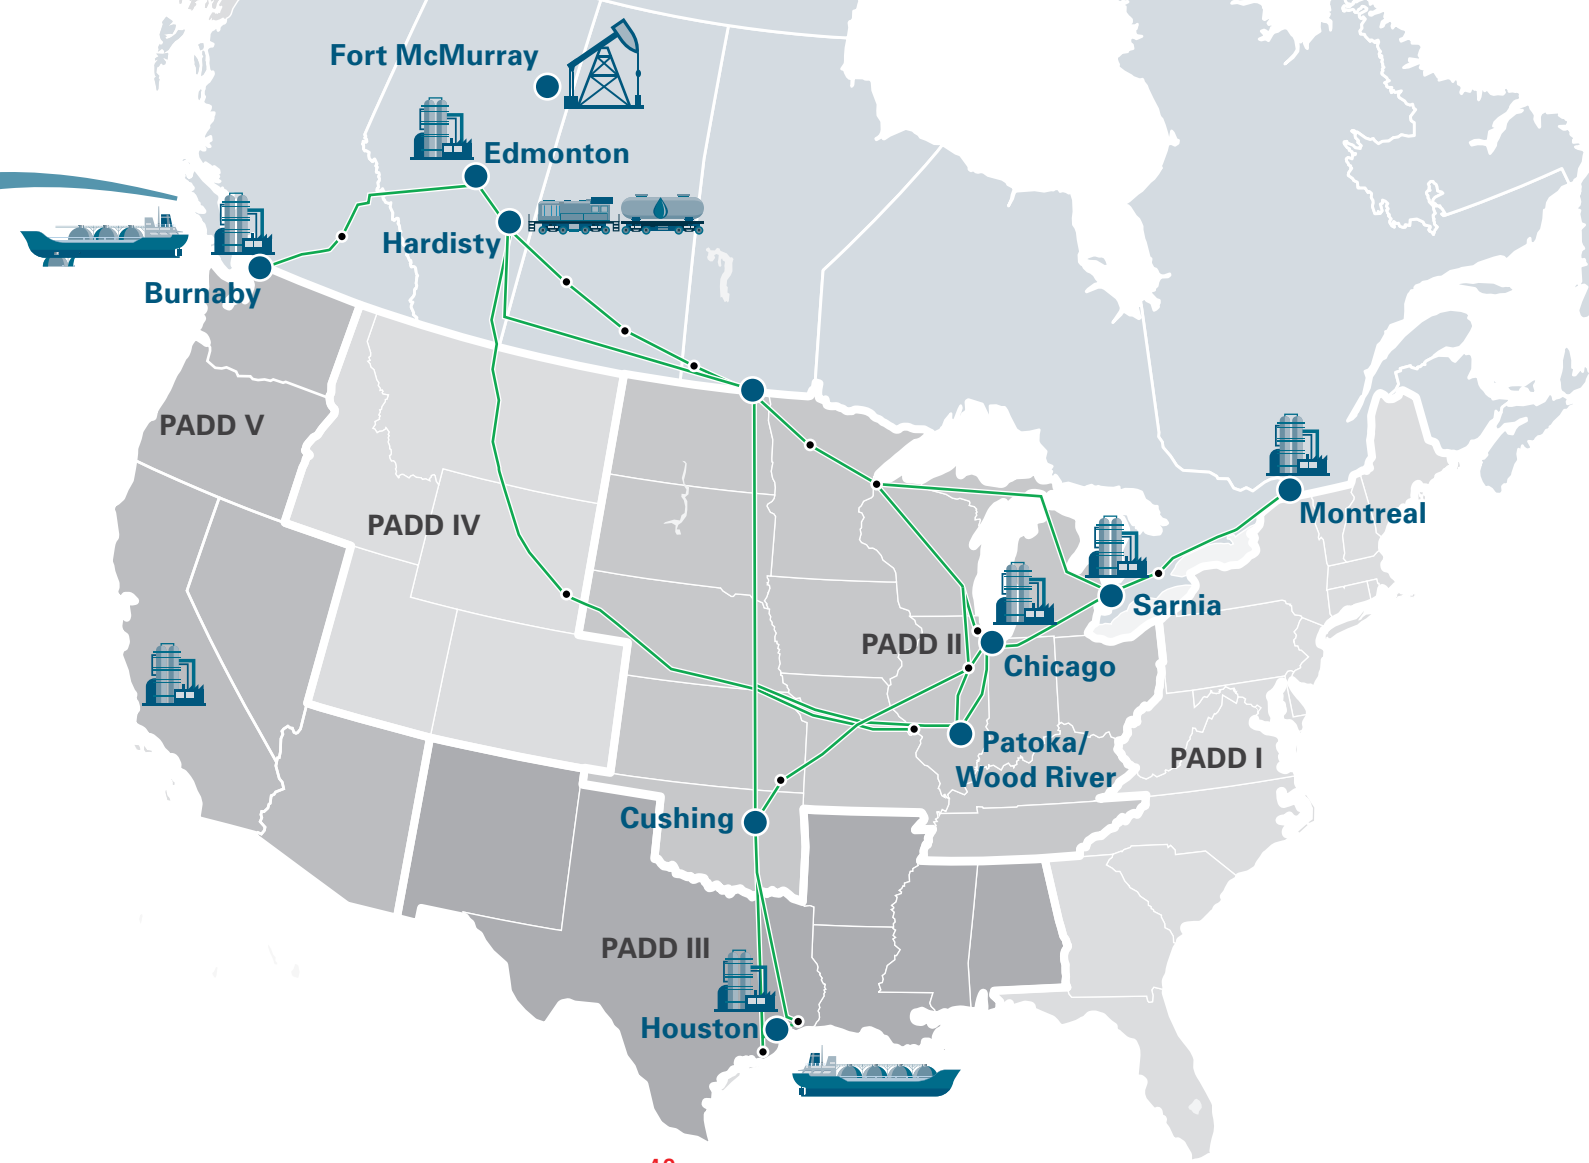 Fort McMurray
Edmonton
Hardisty
Burnaby
PADD V
PADD IV
Montreal
Sarnia
PADD II
Chicago
Patoka/
Wood River
PADD I
Cushing
PADD III
Houston